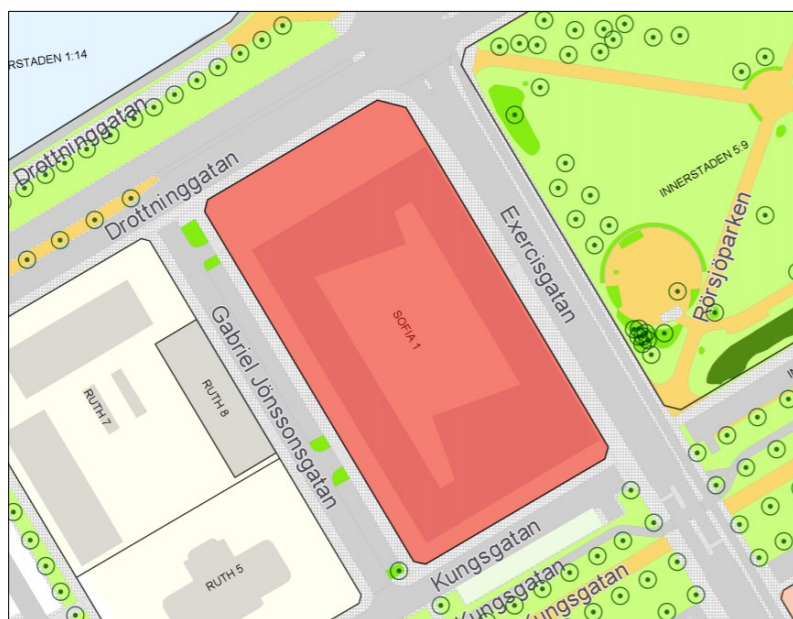 RSTADEN 1:14
Drottninggatan
Drottninggatan
INNERSTADEN 5:9
Rörsjöparken
Exercisgatan
SOFIA 1
Gabriel Jönssonsgatan
RUTH 8
RUTH 7
RUTH 5
Kungsgatan
Kungsgatan
Kungsgatan